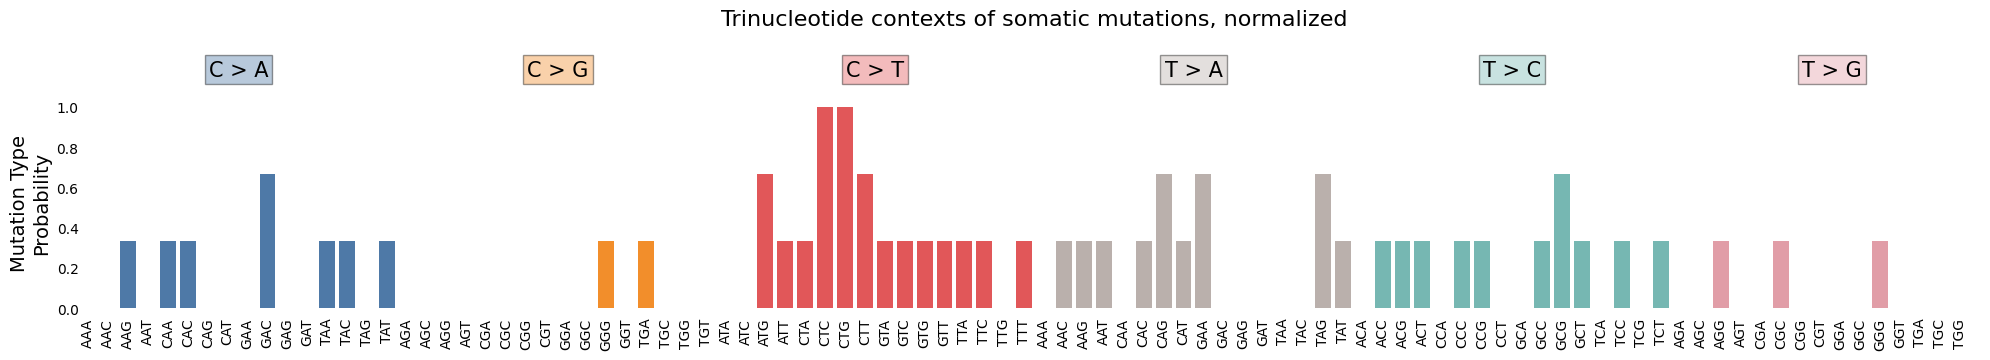 Trinucleotide contexts of somatic mutations, normalized
C > A
C > G
C > T
T > A
T > C
T > G
Mutation Type
Probability
1.0
0.8
0.6
0.4
0.2
0.0
AAA
AAC
AAG
AAT
CAA
CAC
CAG
CAT
GAA
GAC
GAG
GAT
TAA
TAC
TAG
TAT
AGA
AGC
AGG
AGT
CGA
CGC
CGG
CGT
GGA
GGC
GGG
GGT
TGA
TGC
TGG
TGT
ATA
ATC
ATG
ATT
CTA
CTC
CTG
CTT
GTA
GTC
GTG
GTT
TTA
TTC
TTG
TTT
AAA
AAC
AAG
AAT
CAA
CAC
CAG
CAT
GAA
GAC
GAG
GAT
TAA
TAC
TAG
TAT
ACA
ACC
ACG
ACT
CCA
CCC
CCG
CCT
GCA
GCC
GCG
GCT
TCA
TCC
TCG
TCT
AGA
AGC
AGG
AGT
CGA
CGC
CGG
CGT
GGA
GGC
GGG
GGT
TGA
TGC
TGG